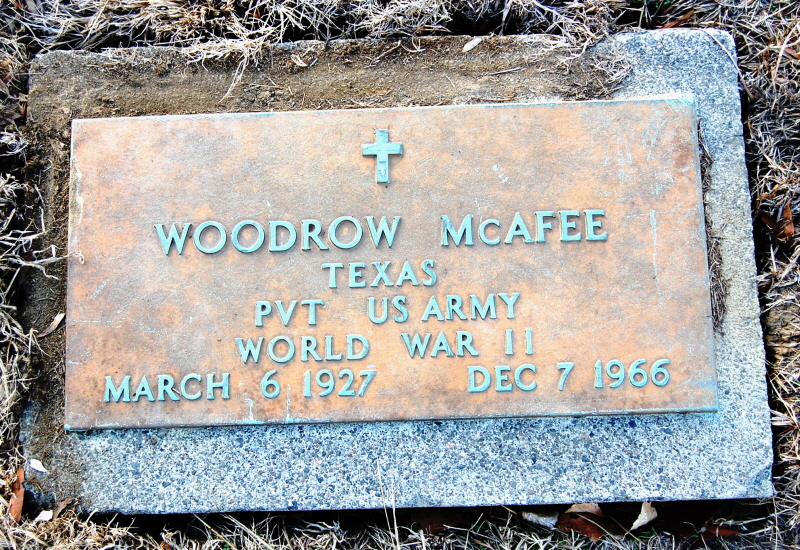 WOODROW McAFEE
TEXAS
PVT US ARMY
WORLD WAR II
MARCH 6 1927 DEC 7 1966